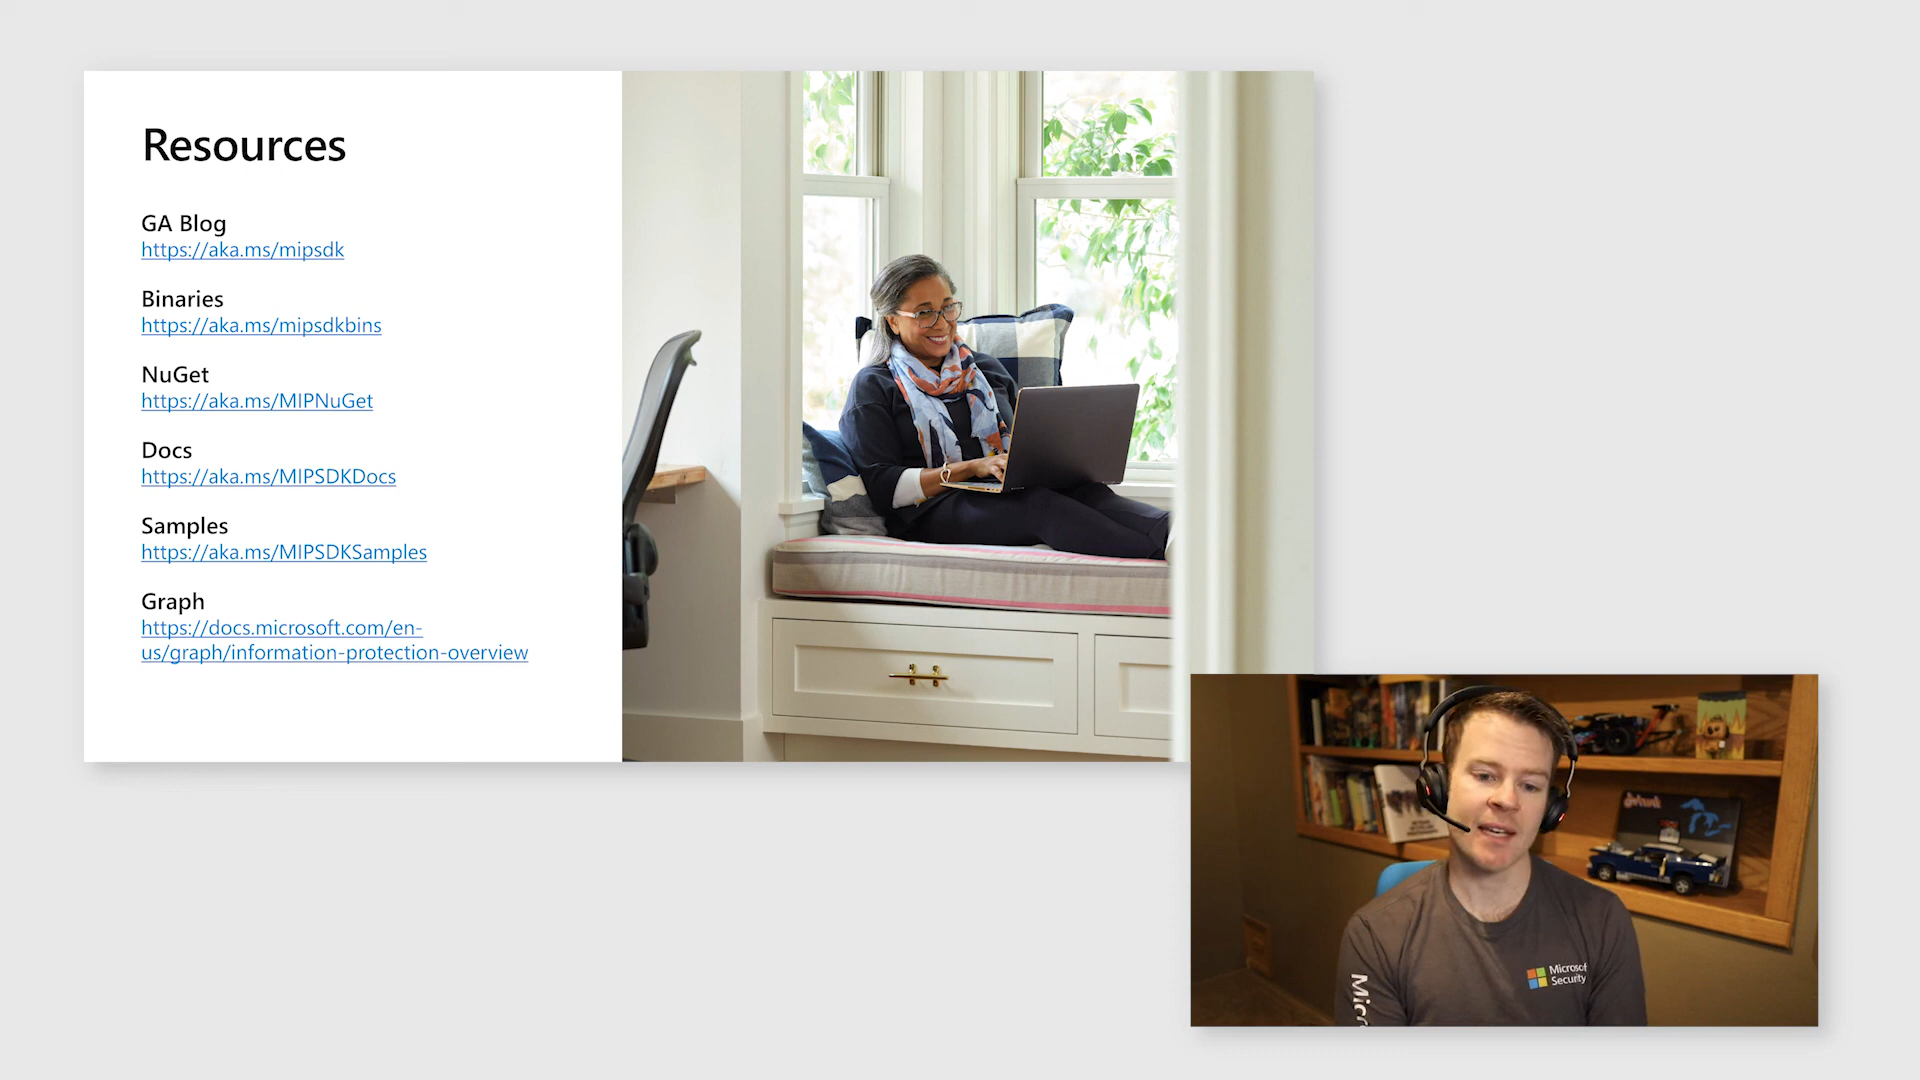 Resources
GA Blog
https://aka.ms/mipsdk
Binaries
https://aka.ms/mipsdkbins
NuGet
https://aka.ms/MIPNuGet
Docs
https://aka.ms/MIPSDKDocs
Samples
https://aka.ms/MIPSDKSamples
Graph
https://docs.microsoft.com/en-
us/graph/information-protection-overview
Microsoft
Security
Micr